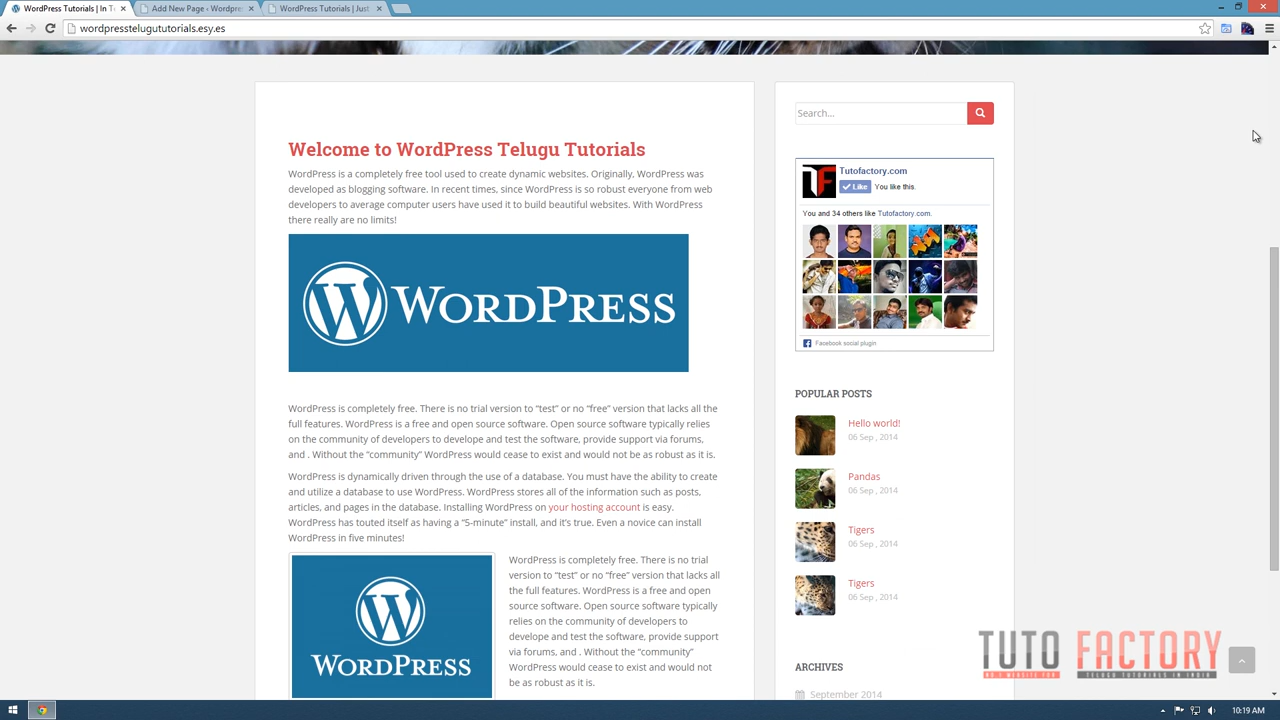 WordPress Tutorials | In T
Add New Page ‹ Wordpre
WordPress Tutorials | Just
wordpresstelugututorials.esy.es
Welcome to WordPress Telugu Tutorials
WordPress is a completely free tool used to create dynamic websites. Originally, WordPress was
developed as blogging software. In recent times, since WordPress is so robust everyone from web
developers to average computer users have used it to build beautiful websites. With WordPress
there really are no limits!
WORDPRESS
WordPress is completely free. There is no trial version to “test” or no “free” version that lacks all the
full features. WordPress is a free and open source software. Open source software typically relies
on the community of developers to develope and test the software, provide support via forums,
and . Without the “community” WordPress would cease to exist and would not be as robust as it is.
WordPress is dynamically driven through the use of a database. You must have the ability to create
and utilize a database to use WordPress. WordPress stores all of the information such as posts,
articles, and pages in the database. Installing WordPress on your hosting account is easy.
WordPress has touted itself as having a “5-minute” install, and it’s true. Even a novice can install
WordPress in five minutes!
WORDPRESS
WordPress is completely free. There is no trial
version to “test” or no “free” version that lacks all
the full features. WordPress is a free and open
source software. Open source software typically
relies on the community of developers to
develope and test the software, provide support
via forums, and . Without the “community”
WordPress would cease to exist and would not
be as robust as it is.
Search...
Tutofactory.com
Like You like this.
You and 34 others like Tutofactory.com.
Facebook social plugin
POPULAR POSTS
Hello world!
06 Sep , 2014
Pandas
06 Sep , 2014
Tigers
06 Sep , 2014
Tigers
06 Sep , 2014
ARCHIVES
September 2014
TUTO FACTORY
NO.1 WEBSITE FOR TELUGU TUTORIALS IN INDIA
10:19 AM